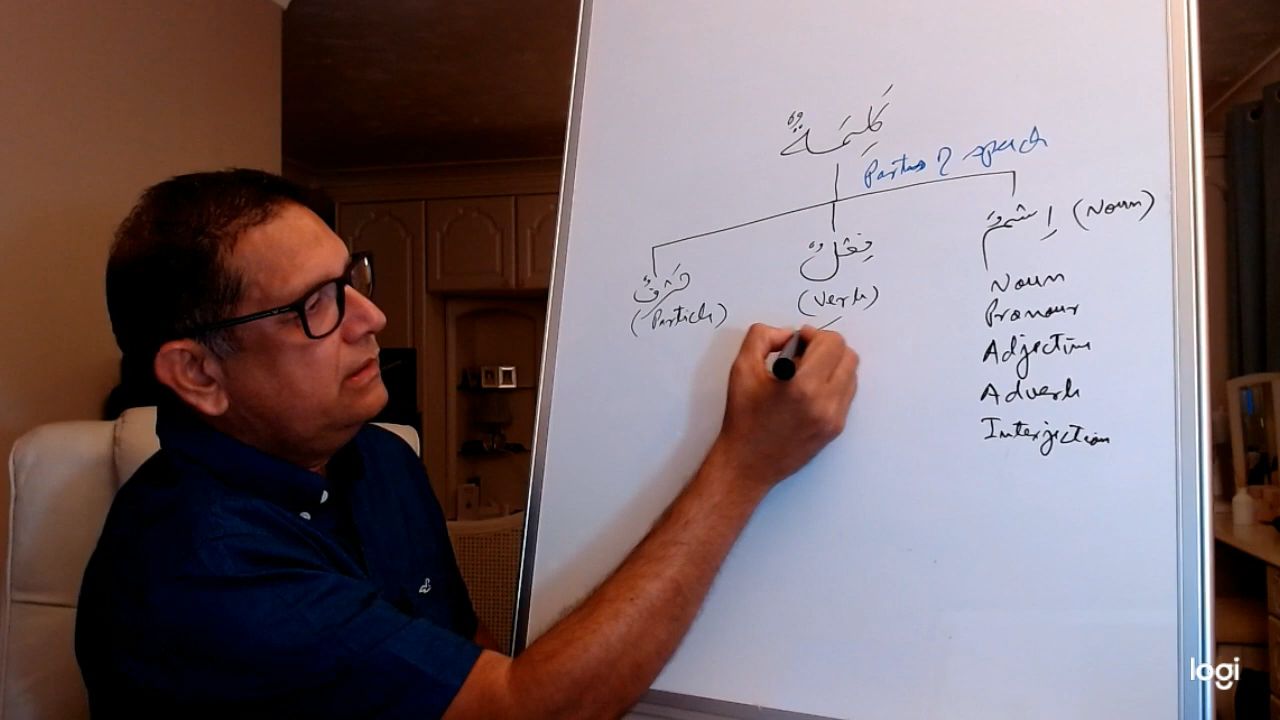 كَلِمَةٌ
Parts of speech
اِسْمٌ (Noun)
فِعْلٌ
(Verb)
حَرْفٌ
(Particle)
Noun
Pronoun
Adjective
Adverb
Interjection
logi